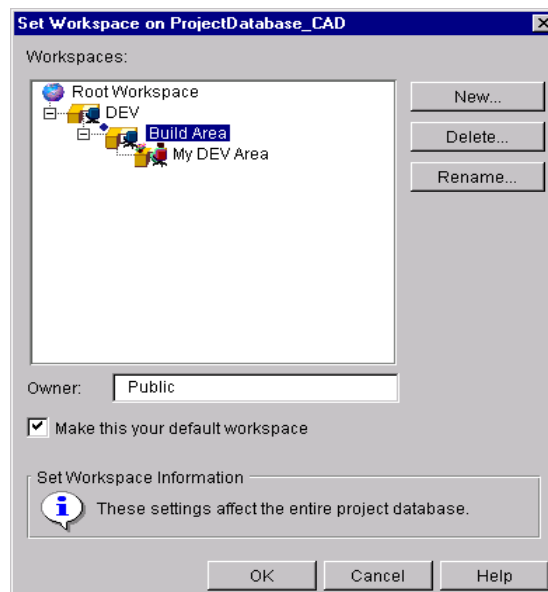 Set Workspace on ProjectDatabase_CAD
Workspaces:
Root Workspace
DEV
Build Area
My DEV Area
New...
Delete...
Rename...
Owner: Public
Make this your default workspace
Set Workspace Information
These settings affect the entire project database.
OK Cancel Help